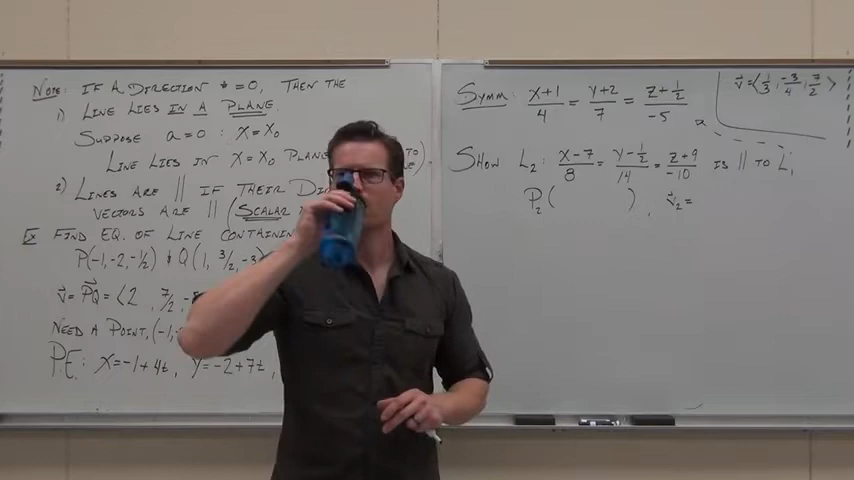 NOTE: IF A DIRECTION # = 0, THEN THE
1) LINE LIES IN A PLANE.
SUPPOSE a = 0 : X = X₀
LINE LIES IN X = X₀ PLANE TO
2) LINES ARE || IF THEIR
VECTORS ARE || (SCALAR
EX FIND EQ. OF LINE CONTAINING
P(-1, -2, -1/2) & Q(1, 3/2, -3)
v⃗ = PQ⃗ = <2, 7/2,
NEED A POINT, (-1,
P.E: X = -1 + 4t, Y = -2 + 7t,
SYMM: X+1/4 = Y+2/7 = Z+1/2/-5
v⃗ = <1/3, -3/4, 7/2>
SHOW L₂: X-7/8 = Y-1/2/14 = Z+9/-10 IS || TO L₁
P₂( ), v⃗₂ =